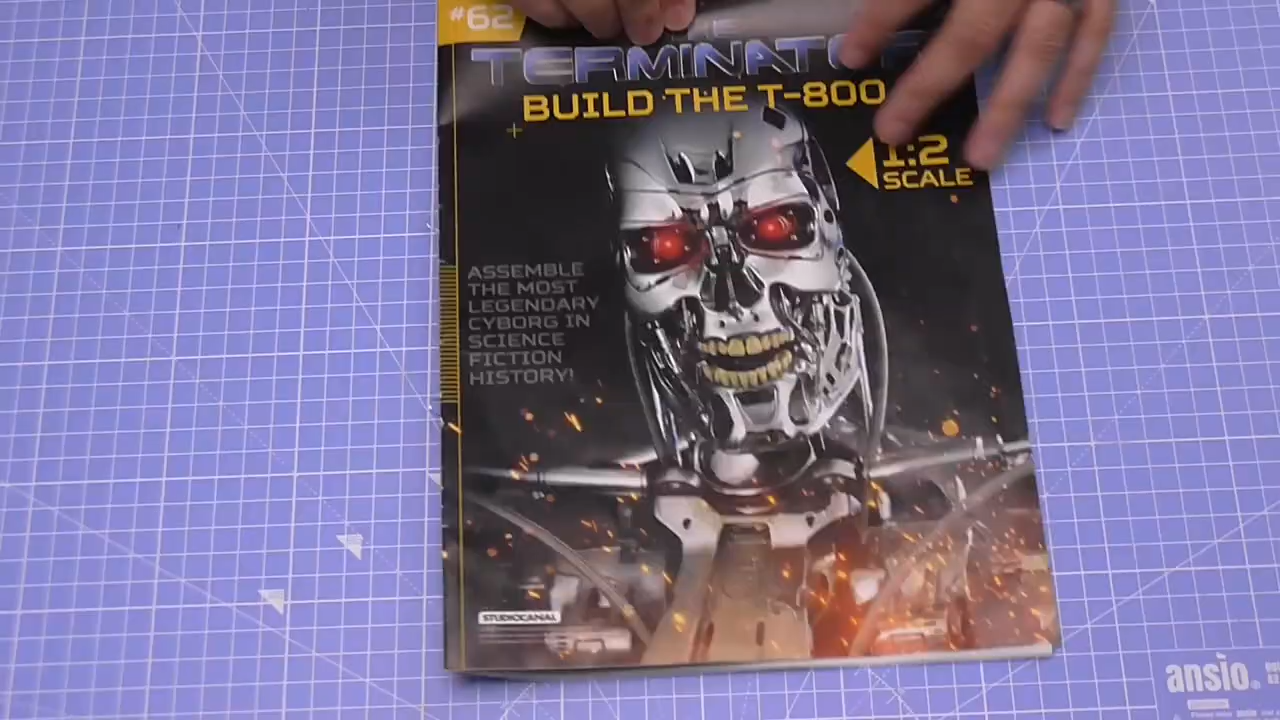 #62
TERMINATOR
BUILD THE T-800
1:2
SCALE
ASSEMBLE
THE MOST
LEGENDARY
CYBORG IN
SCIENCE
FICTION
HISTORY!
STUDIOCANAL
ansio